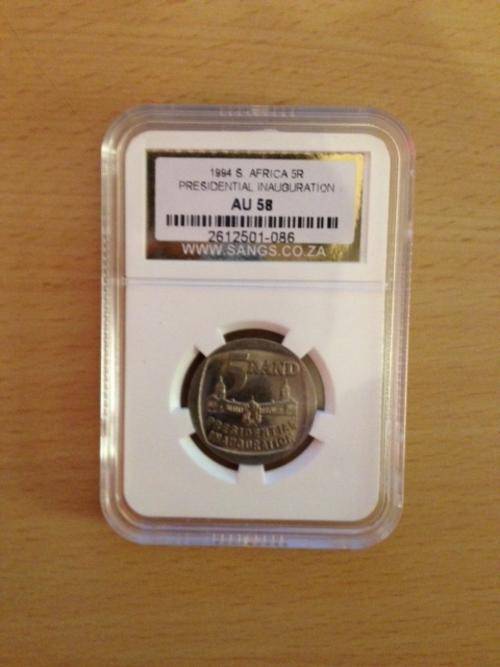 1994 S. AFRICA 5R
PRESIDENTIAL INAUGURATION
AU 58
2612501-086
WWW.SANGS.CO.ZA
5 RAND
PRESIDENTIAL
INAUGURATION